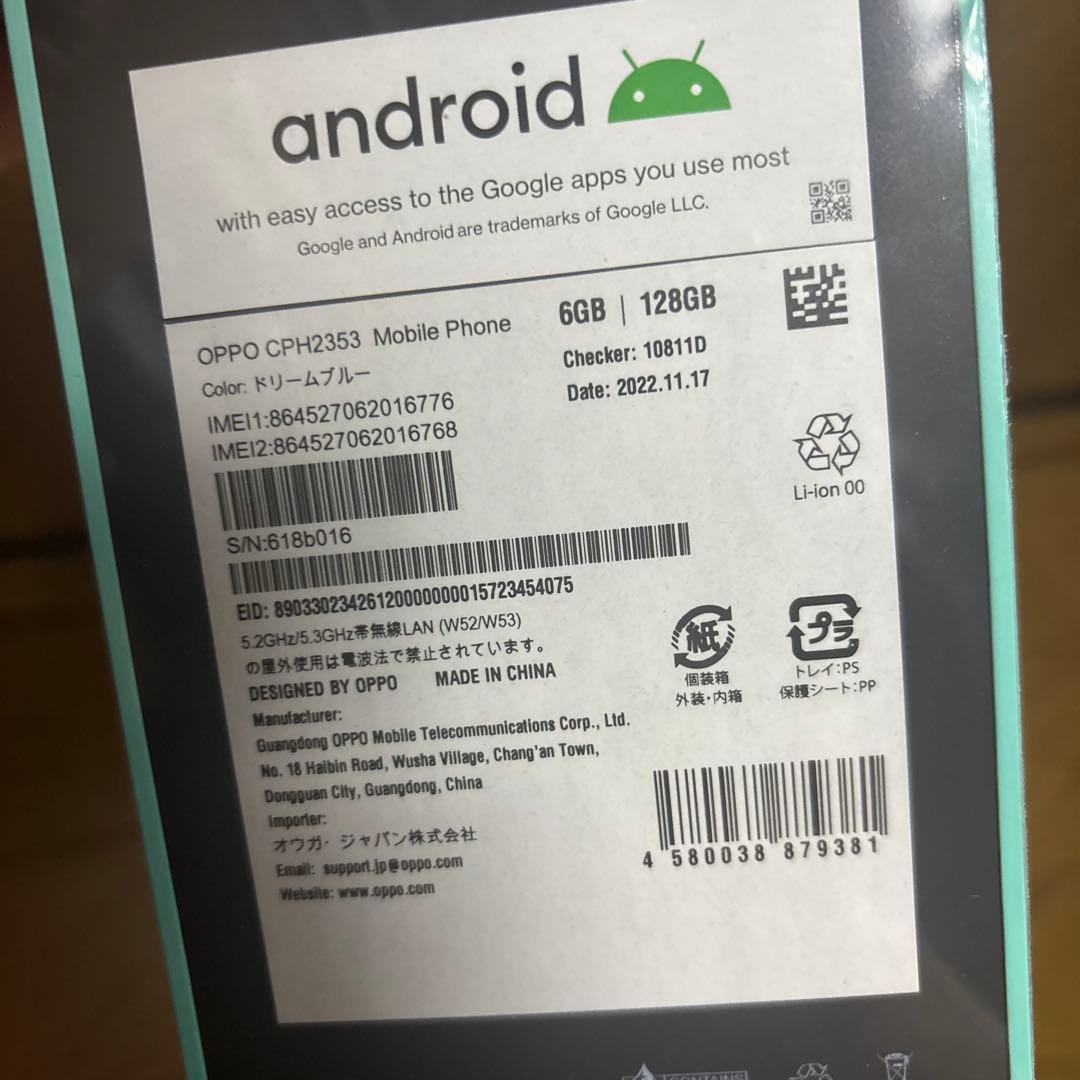 android
with easy access to the Google apps you use most
Google and Android are trademarks of Google LLC.
OPPO CPH2353 Mobile Phone
6GB | 128GB
Color: ドリームブルー
Checker: 10811D
IMEI1:864527062016776
Date: 2022.11.17
IMEI2:864527062016768
Li-ion 00
S/N:618b016
EID: 89033023426120000000015723454075
5.2GHz/5.3GHz帯無線LAN (W52/W53)
の屋外使用は電波法で禁止されています。
DESIGNED BY OPPO MADE IN CHINA
紙
個装箱
外装・内箱
プラ
トレイ:PS
保護シート:PP
Manufacturer:
Guangdong OPPO Mobile Telecommunications Corp., Ltd.
No. 18 Haibin Road, Wusha Village, Chang'an Town,
Dongguan City, Guangdong, China
Importer:
オウガ・ジャパン株式会社
Email: support.jp@oppo.com
Website: www.oppo.com
4 580038 879381
CONTAINS